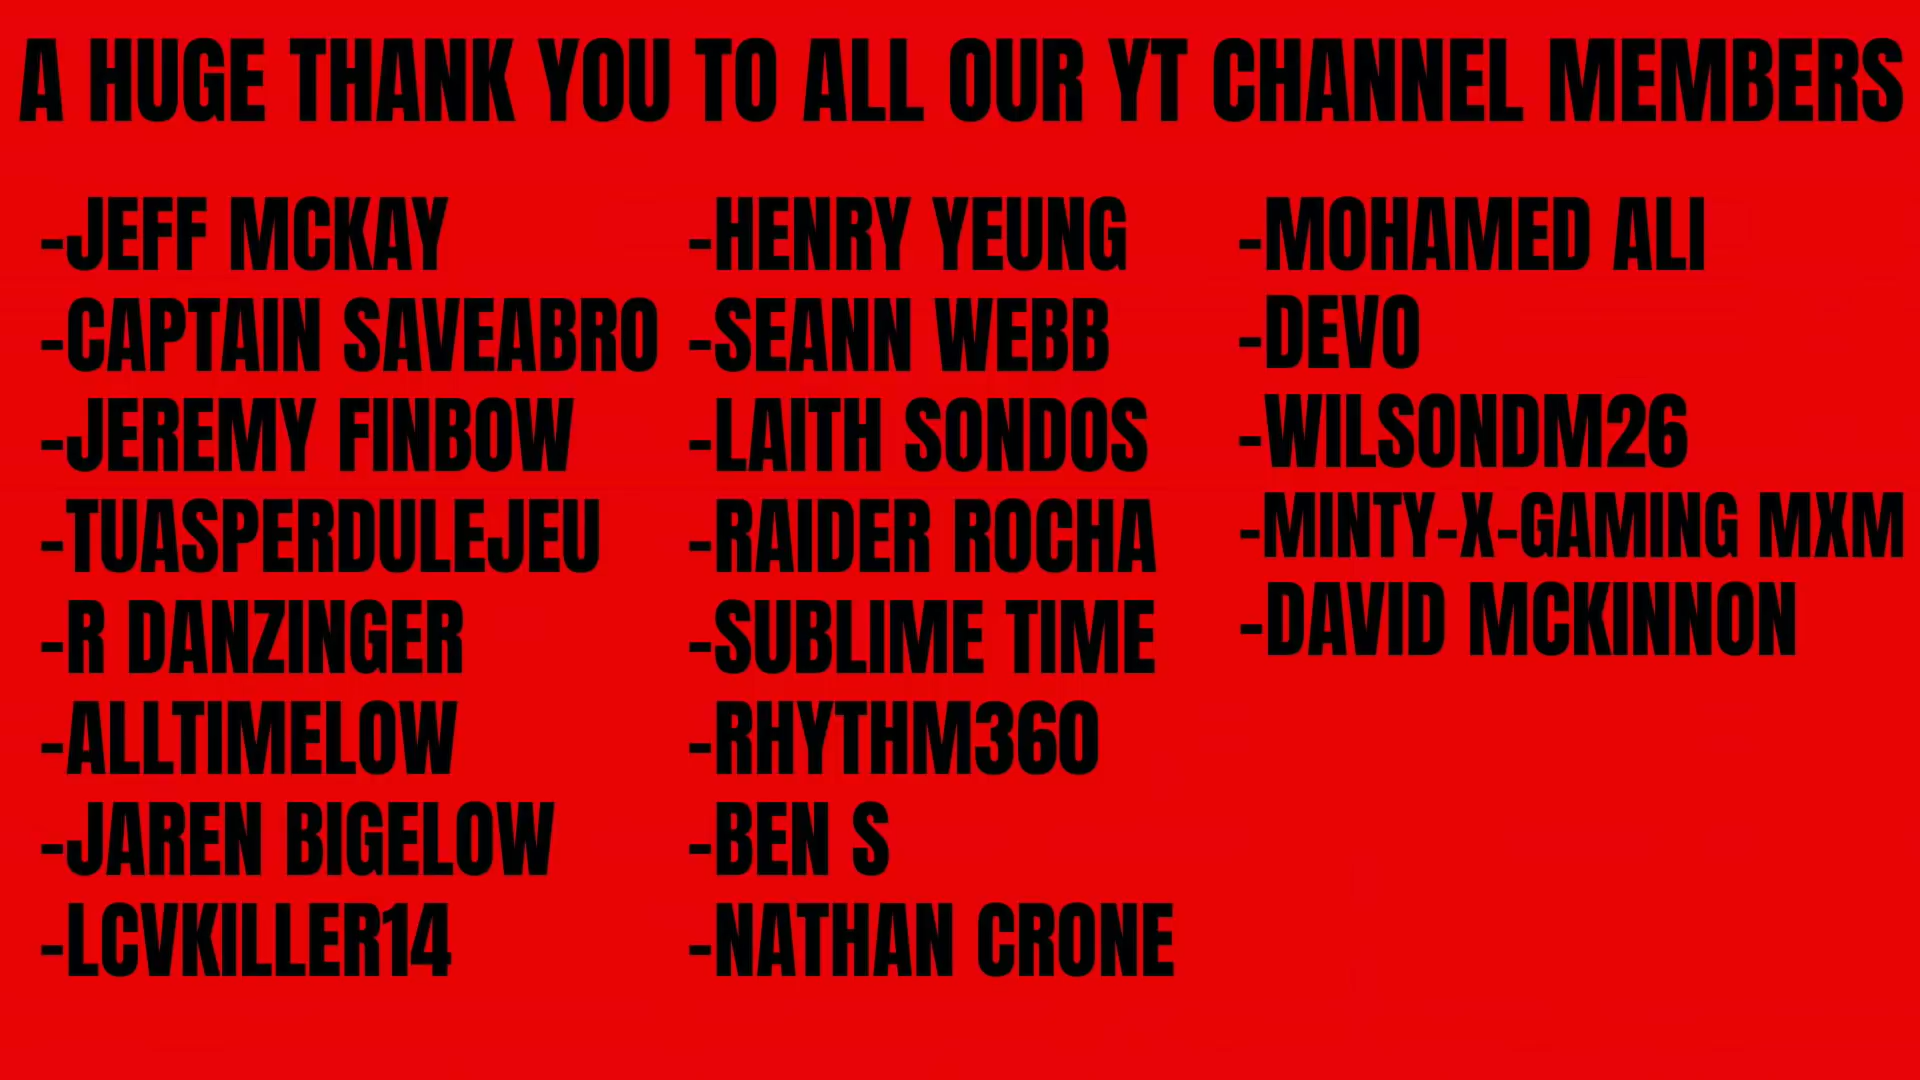 A HUGE THANK YOU TO ALL OUR YT CHANNEL MEMBERS
-JEFF MCKAY
-CAPTAIN SAVEABRO
-JEREMY FINBOW
-TUASPERDULEJEU
-R DANZINGER
-ALLTIMELOW
-JAREN BIGELOW
-LCVKILLER14
-HENRY YEUNG
-SEANN WEBB
-LAITH SONDOS
-RAIDER ROCHA
-SUBLIME TIME
-RHYTHM360
-BEN S
-NATHAN CRONE
-MOHAMED ALI
-DEVO
-WILSONDM26
-MINTY-X-GAMING MXM
-DAVID MCKINNON